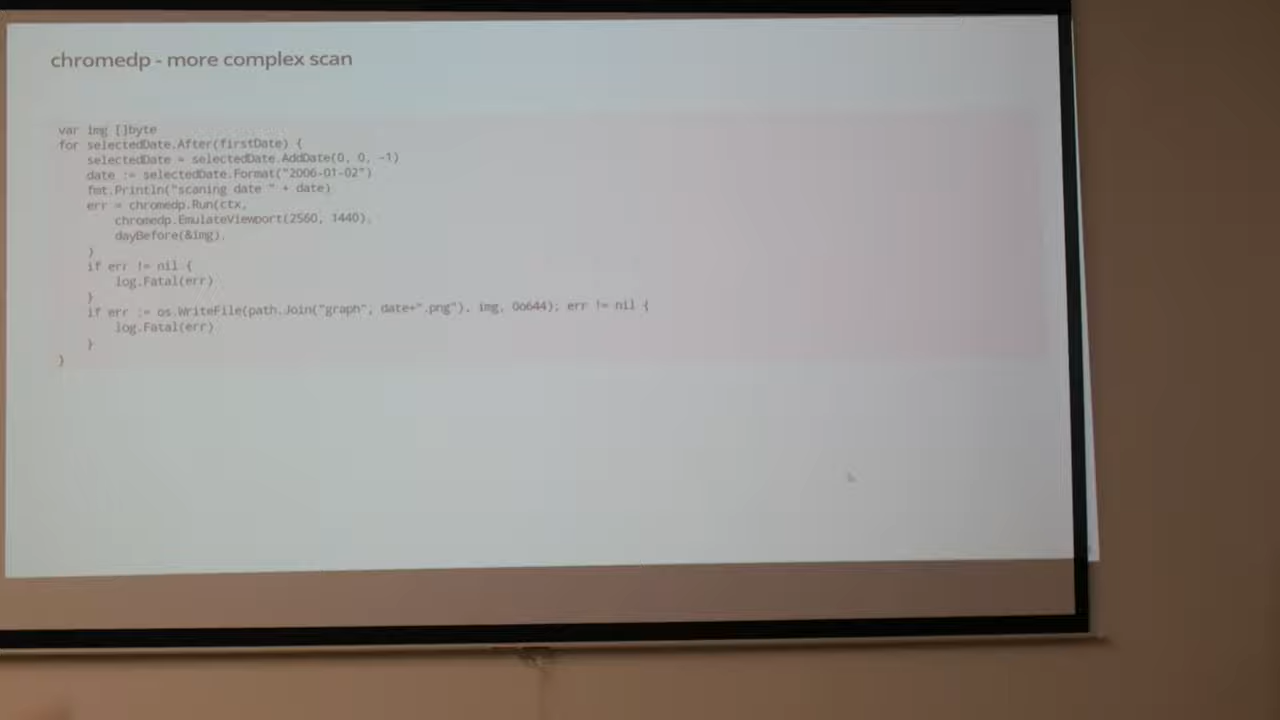 chromedp - more complex scan
var img []byte
for selectedDate.After(firstDate) {
    selectedDate = selectedDate.AddDate(0, 0, -1)
    date := selectedDate.Format("2006-01-02")
    fmt.Println("scaning date " + date)
    err = chromedp.Run(ctx,
        chromedp.EmulateViewport(2560, 1440),
        dayBefore(&img),
    )
    if err != nil {
        log.Fatal(err)
    }
    if err := os.WriteFile(path.Join("graph", date+".png"), img, 0o644); err != nil {
        log.Fatal(err)
    }
}